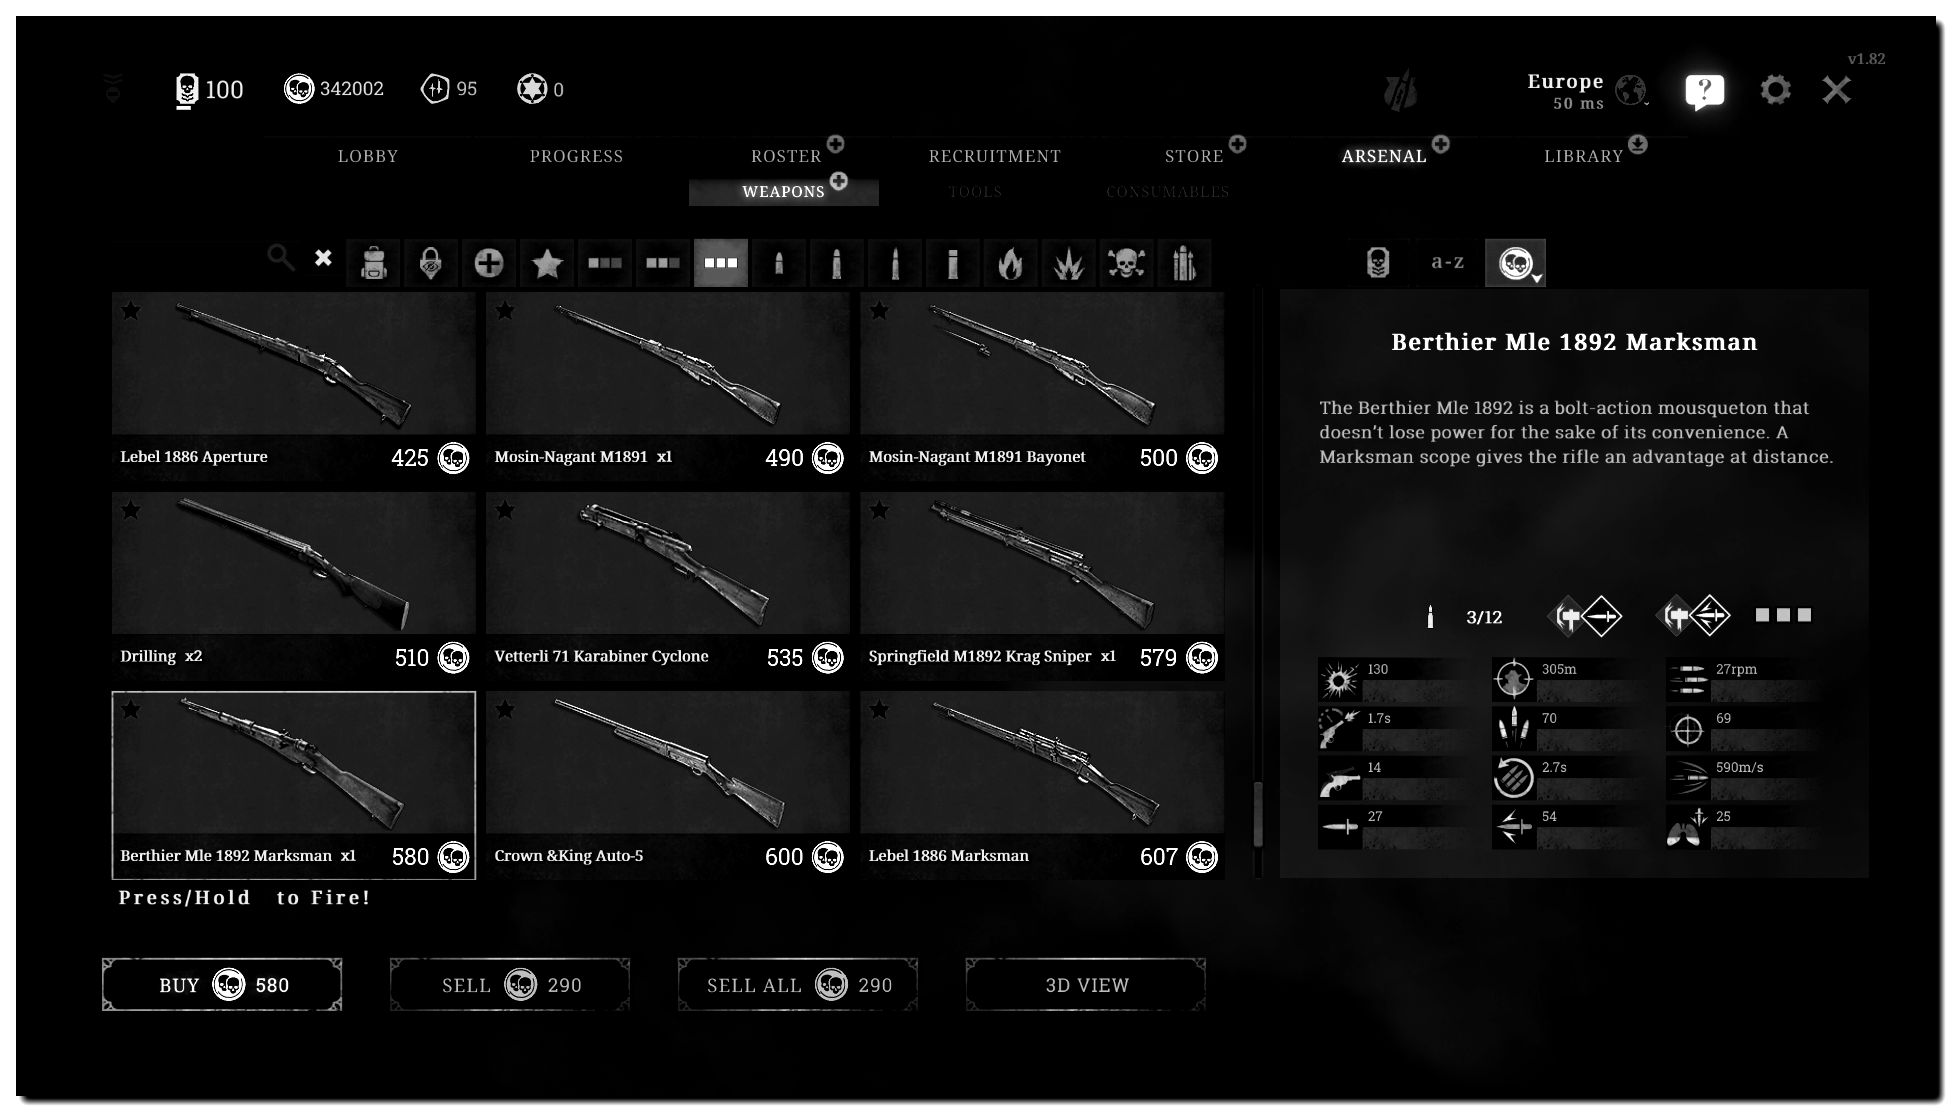 v1.82
100 342002 95 0 Europe
50 ms
LOBBY PROGRESS ROSTER RECRUITMENT STORE ARSENAL LIBRARY
WEAPONS TOOLS CONSUMABLES
a-z
Lebel 1886 Aperture 425
Mosin-Nagant M1891 x1 490
Mosin-Nagant M1891 Bayonet 500
Drilling x2 510
Vetterli 71 Karabiner Cyclone 535
Springfield M1892 Krag Sniper x1 579
Berthier Mle 1892 Marksman x1 580
Crown &King Auto-5 600
Lebel 1886 Marksman 607
Press/Hold to Fire!
BUY 580
SELL 290
SELL ALL 290
3D VIEW
Berthier Mle 1892 Marksman
The Berthier Mle 1892 is a bolt-action mousqueton that
doesn't lose power for the sake of its convenience. A
Marksman scope gives the rifle an advantage at distance.
3/12
130 305m 27rpm
1.7s 70 69
14 2.7s 590m/s
27 54 25